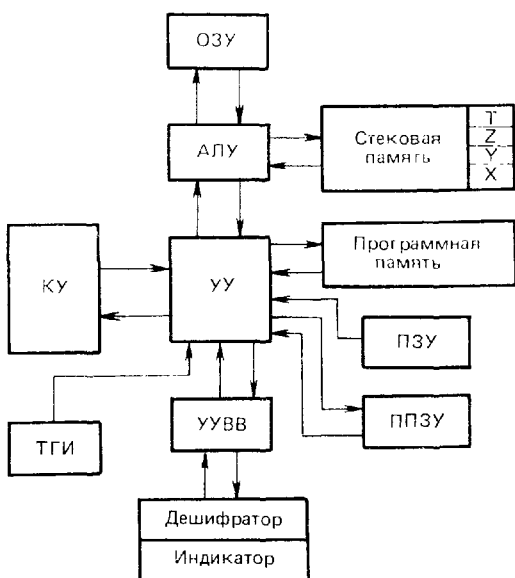 ОЗУ
АЛУ
Стековая
память
T
Z
Y
X
КУ
УУ
Программная
память
ПЗУ
ППЗУ
ТГИ
УУВВ
Дешифратор
Индикатор